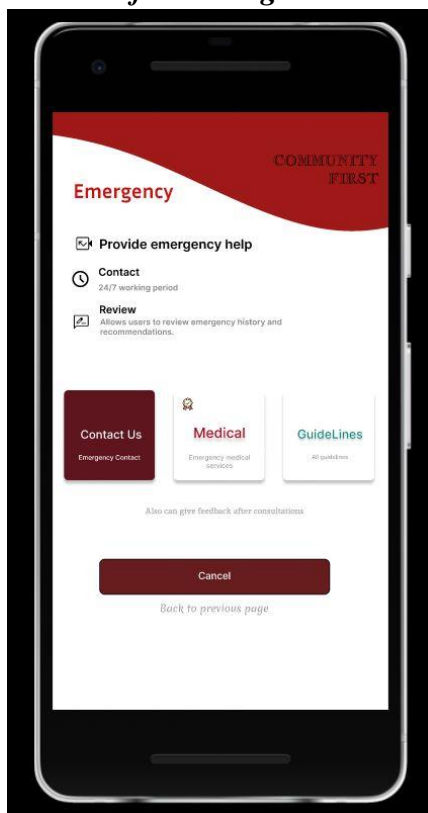 COMMUNITY
FIRST
Emergency
Provide emergency help
Contact
24/7 working period
Review
Allows users to review emergency history and
recommendations.
Contact Us
Emergency Contact
Medical
Emergency medical
services
GuideLines
40 guidelines
Also can give feedback after consultations
Cancel
Back to previous page